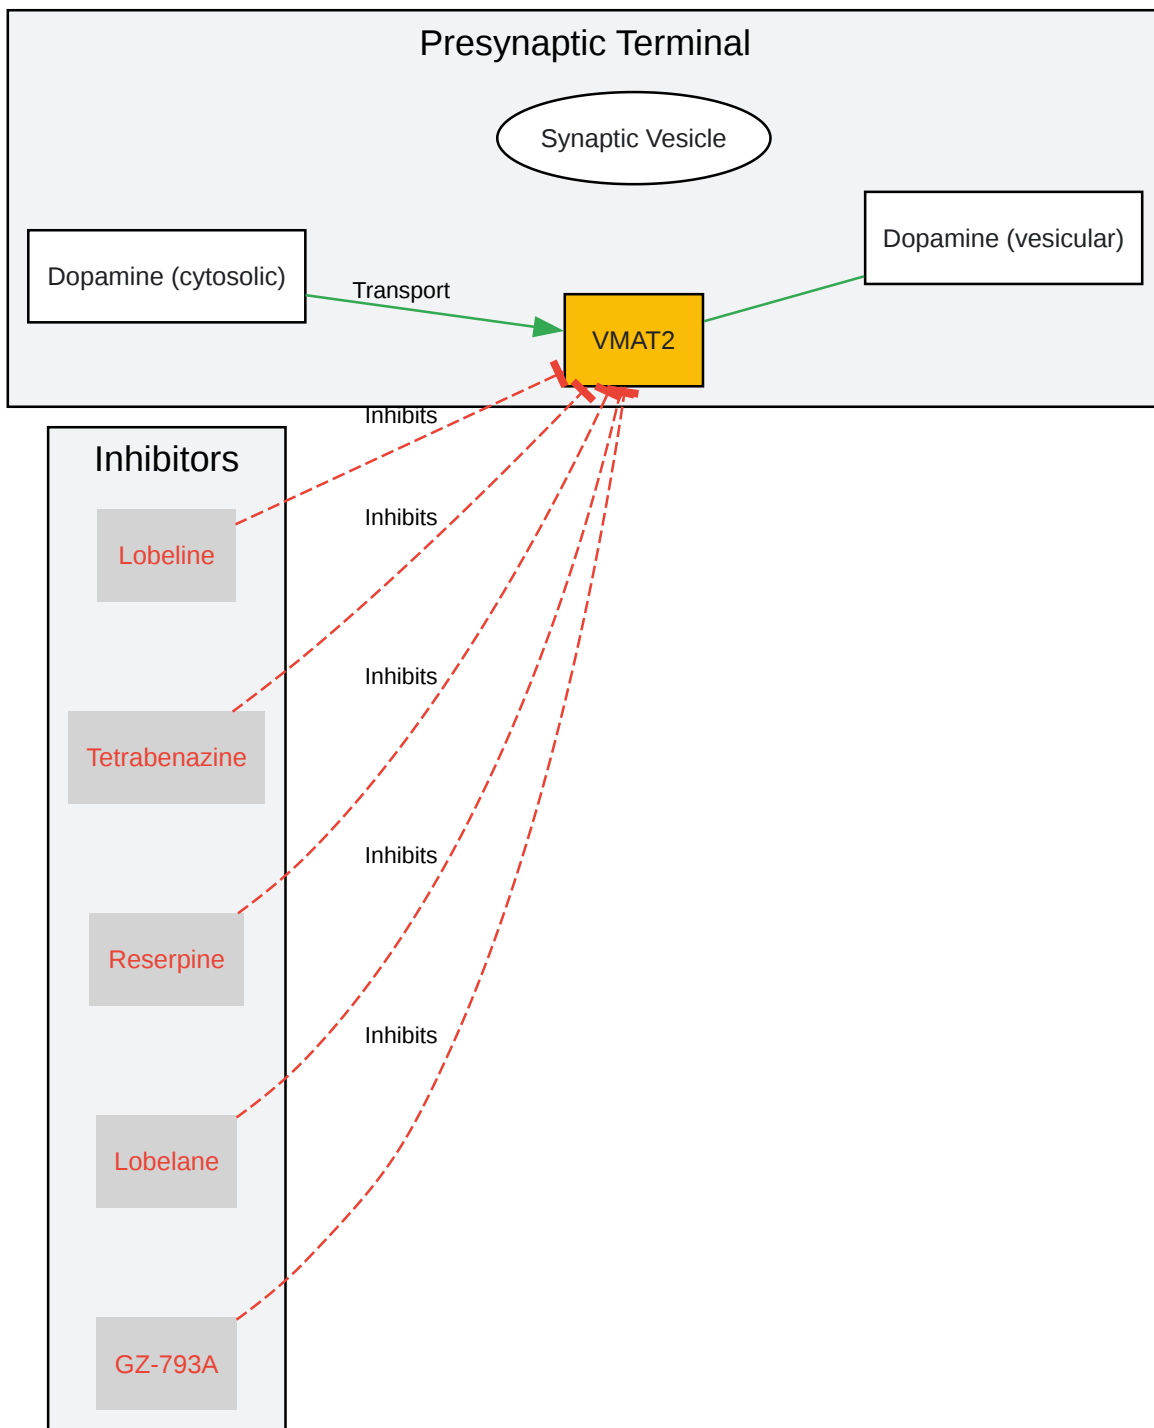 Presynaptic Terminal
Synaptic Vesicle
Dopamine (vesicular)
Dopamine (cytosolic)
Transport
VMAT2
Inhibits
Inhibitors
Inhibits
Lobeline
Inhibits
Tetrabenazine
Inhibits
Reserpine
Inhibits
Lobelane
GZ-793A